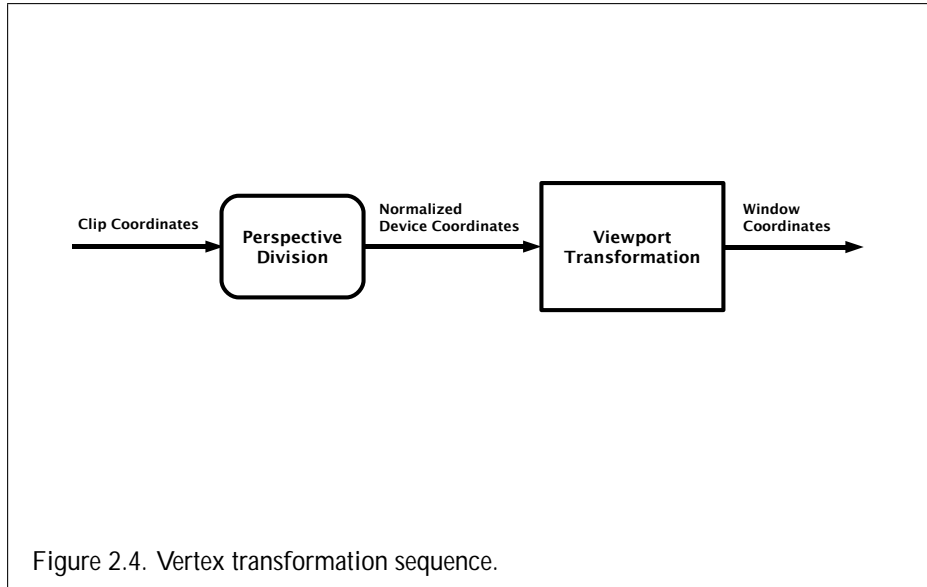 Clip Coordinates
Perspective
Division
Normalized
Device Coordinates
Viewport
Transformation
Window
Coordinates
Figure 2.4. Vertex transformation sequence.